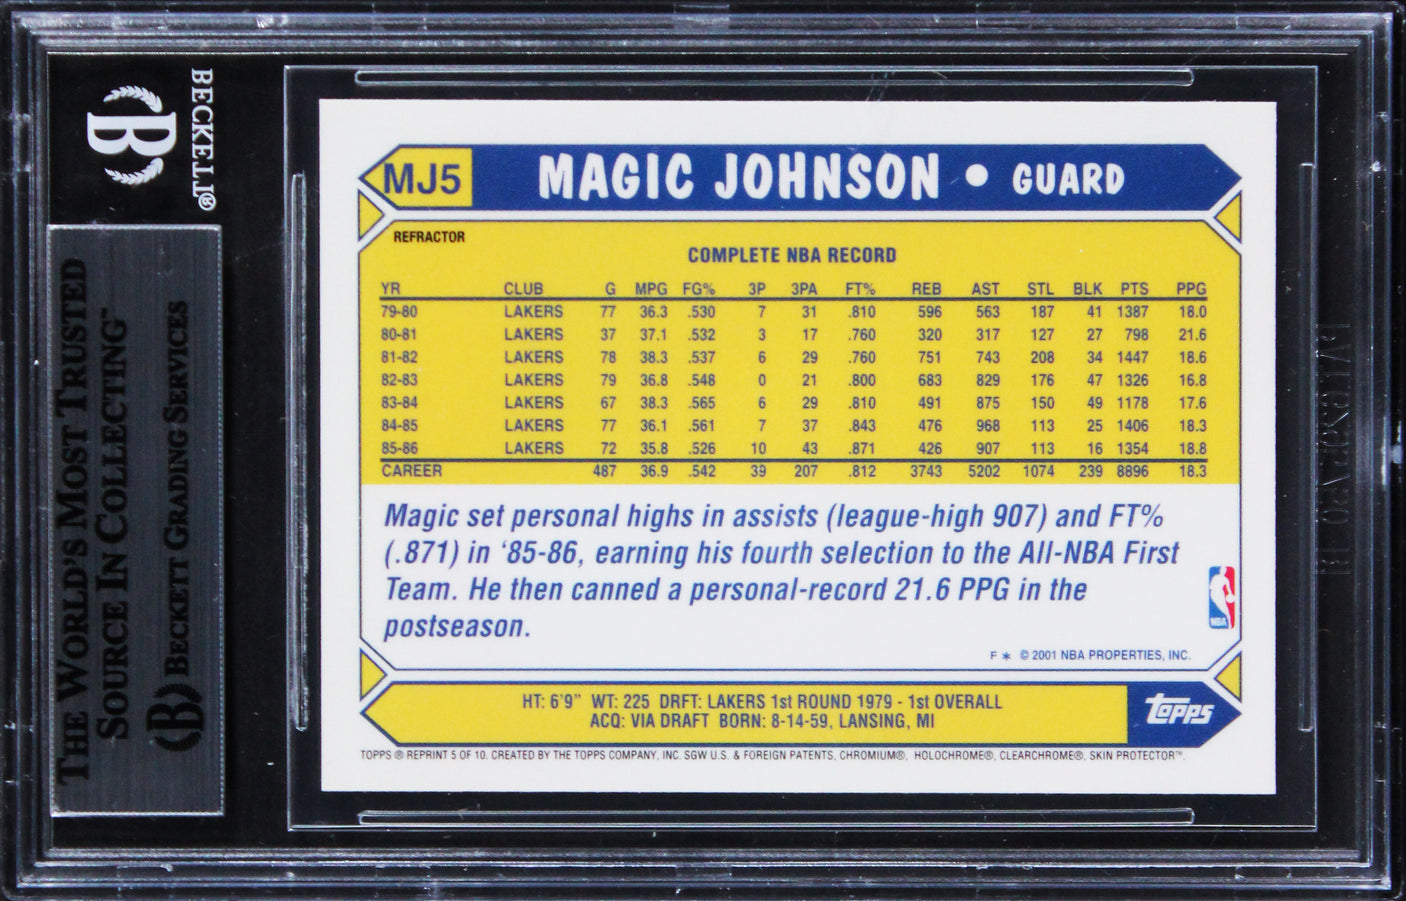 BECKETT®
B
THE WORLD'S MOST TRUSTED
SOURCE IN COLLECTING™
B BECKETT GRADING SERVICES
MJ5 MAGIC JOHNSON • GUARD
REFRACTOR
COMPLETE NBA RECORD
YR CLUB G MPG FG% 3P 3PA FT% REB AST STL BLK PTS PPG
79-80 LAKERS 77 36.3 .530 7 31 .810 596 563 187 41 1387 18.0
80-81 LAKERS 37 37.1 .532 3 17 .760 320 317 127 27 798 21.6
81-82 LAKERS 78 38.3 .537 6 29 .760 751 743 208 34 1447 18.6
82-83 LAKERS 79 36.8 .548 0 21 .800 683 829 176 47 1326 16.8
83-84 LAKERS 67 38.3 .565 6 29 .810 491 875 150 49 1178 17.6
84-85 LAKERS 77 36.1 .561 7 37 .843 476 968 113 25 1406 18.3
85-86 LAKERS 72 35.8 .526 10 43 .871 426 907 113 16 1354 18.8
CAREER 487 36.9 .542 39 207 .812 3743 5202 1074 239 8896 18.3
Magic set personal highs in assists (league-high 907) and FT%
(.871) in '85-86, earning his fourth selection to the All-NBA First
Team. He then canned a personal-record 21.6 PPG in the
postseason.
NBA
F * © 2001 NBA PROPERTIES, INC.
HT: 6'9" WT: 225 DRFT: LAKERS 1st ROUND 1979 - 1st OVERALL
ACQ: VIA DRAFT BORN: 8-14-59, LANSING, MI
topps
TOPPS ® REPRINT 5 OF 10. CREATED BY THE TOPPS COMPANY, INC. SGW U.S. & FOREIGN PATENTS, CHROMIUM®, HOLOCHROME®, CLEARCHROME®, SKIN PROTECTOR™.